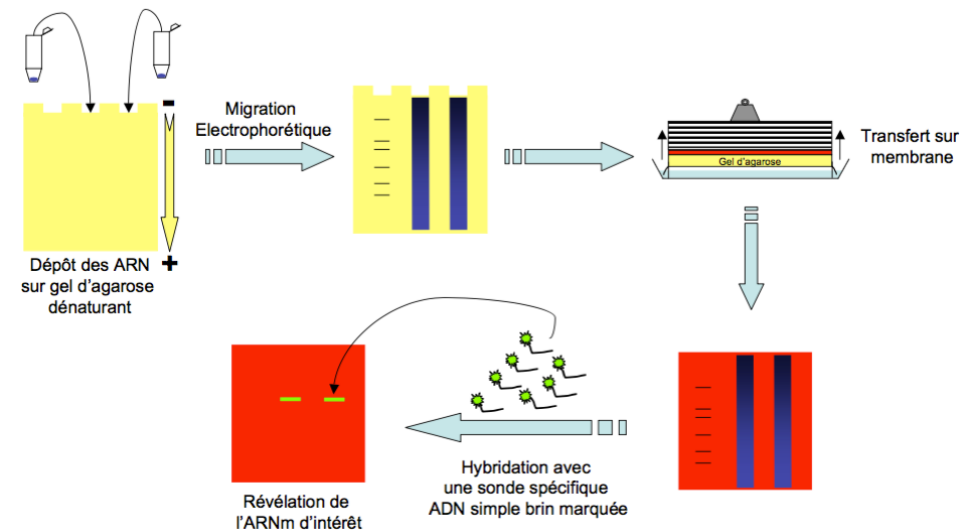 Dépôt des ARN
sur gel d'agarose
dénaturant
-
+
Migration
Electrophorétique
Gel d'agarose
Transfert sur
membrane
Hybridation avec
une sonde spécifique
ADN simple brin marquée
Révélation de
l'ARNm d'intérêt